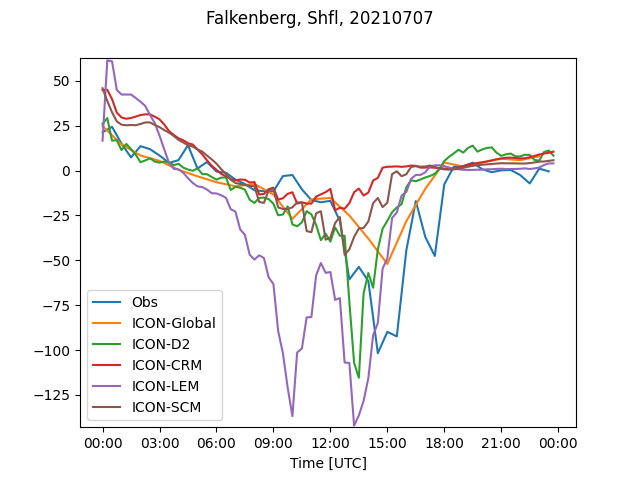 Falkenberg, Shfl, 20210707
50
25
0
−25
−50
−75
−100
−125
Obs
ICON-Global
ICON-D2
ICON-CRM
ICON-LEM
ICON-SCM
00:00 03:00 06:00 09:00 12:00 15:00 18:00 21:00 00:00
Time [UTC]